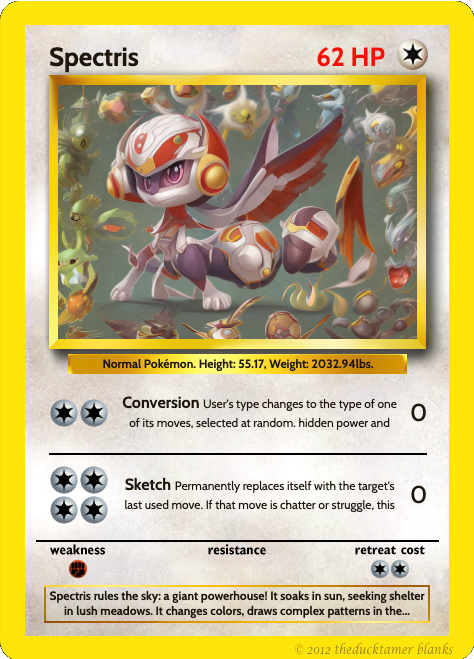 Spectris 62 HP
Normal Pokémon. Height: 55.17, Weight: 2032.94lbs.
Conversion User's type changes to the type of one
of its moves, selected at random. hidden power and
0
Sketch Permanently replaces itself with the target's
last used move. If that move is chatter or struggle, this
0
weakness resistance retreat cost
Spectris rules the sky: a giant powerhouse! It soaks in sun, seeking shelter
in lush meadows. It changes colors, draws complex patterns in the...
© 2012 theducktamer blanks